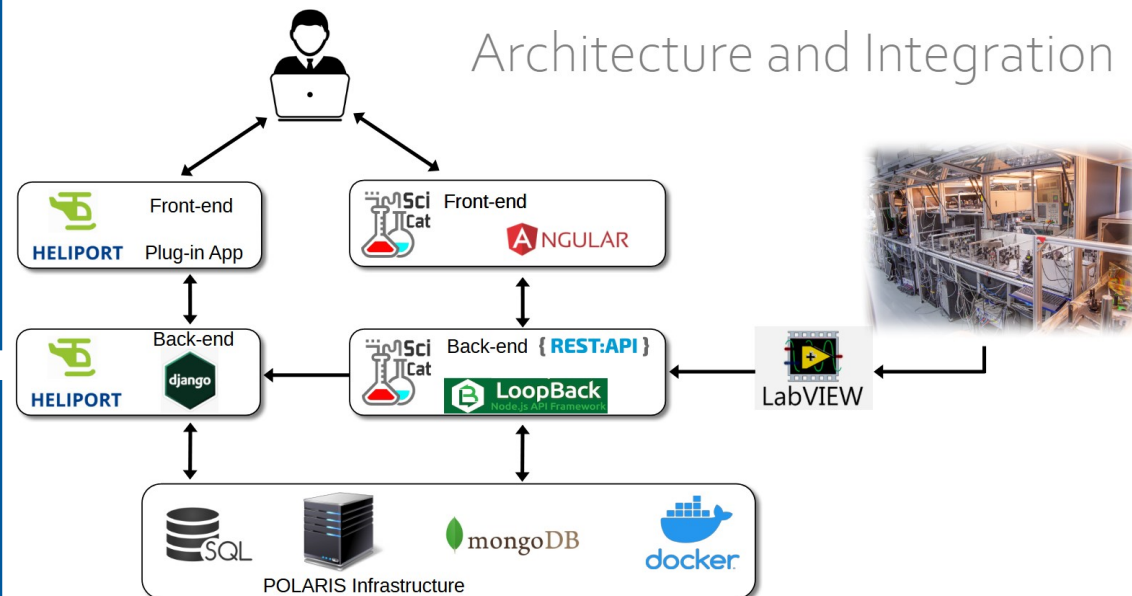 Architecture and Integration
HELIPORT
Front-end
Plug-in App
Sci
Cat
Front-end
ANGULAR
HELIPORT
Back-end
django
Sci
Cat
Back-end { REST:API }
LoopBack
Node.js API Framework
LabVIEW
SQL
POLARIS Infrastructure
mongoDB
docker